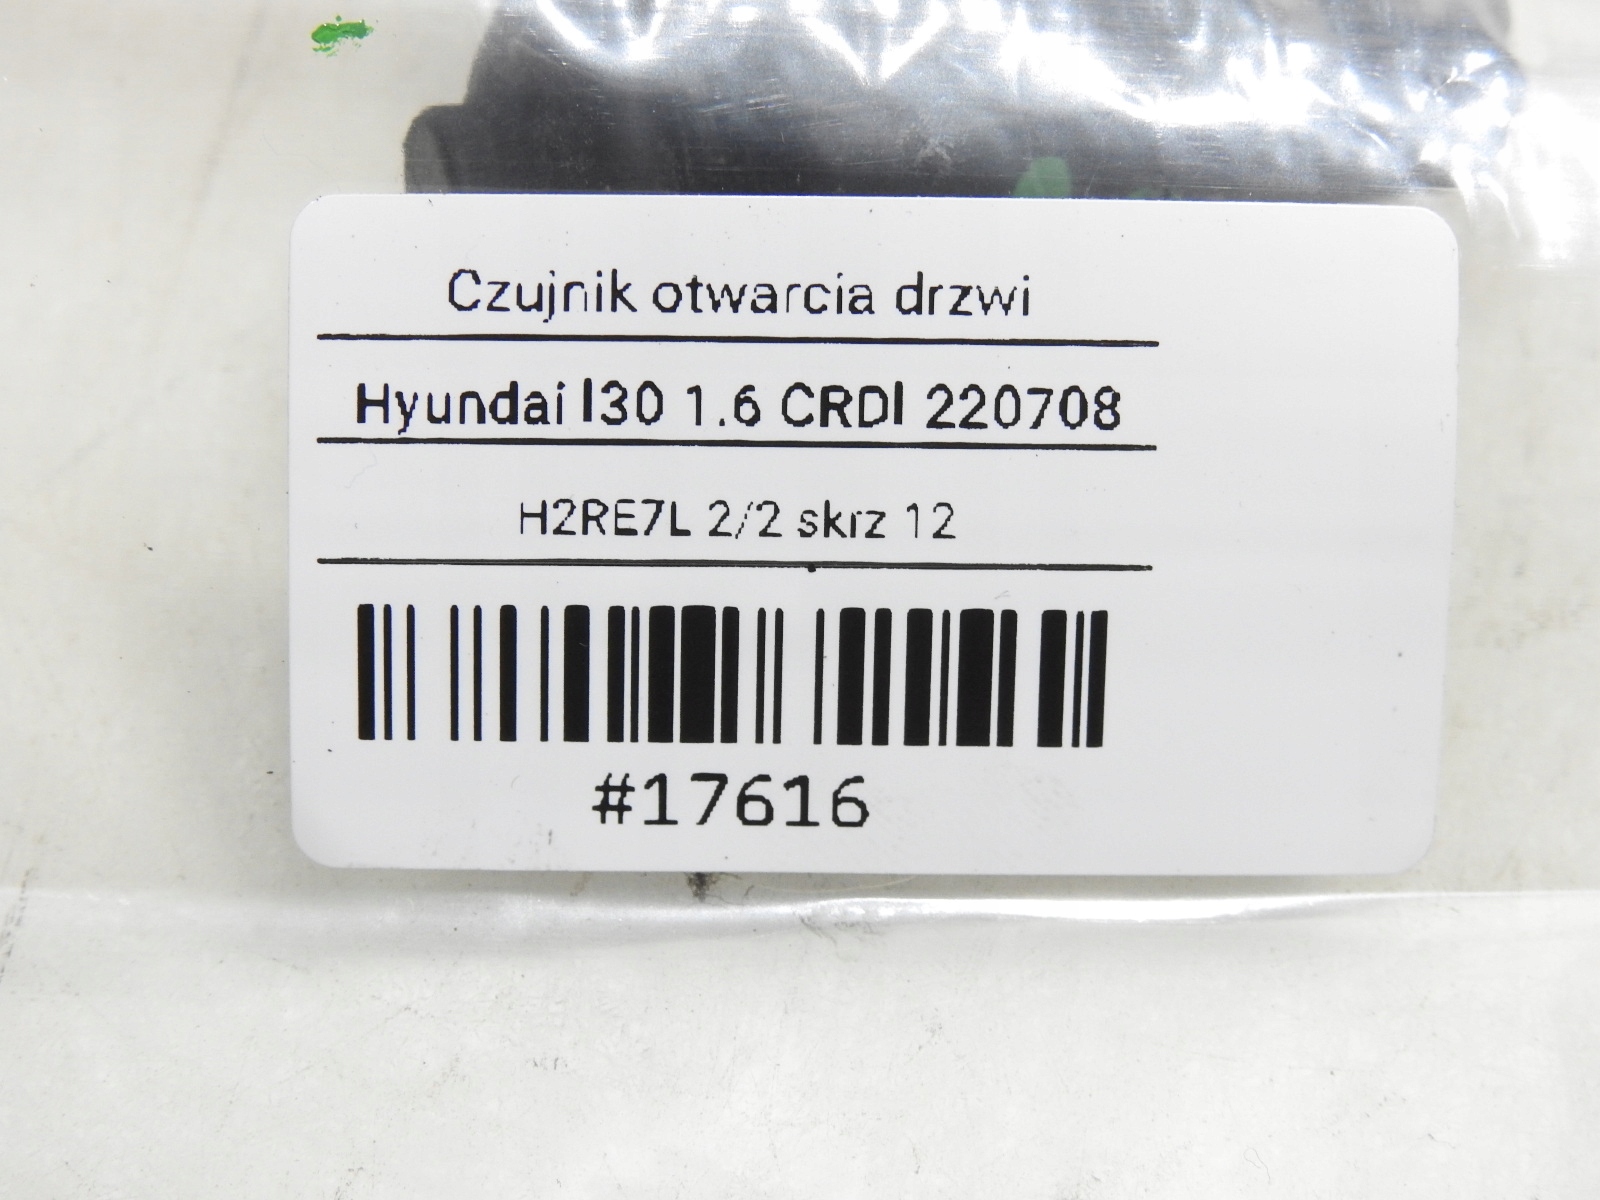 Czujnik otwarcia drzwi
Hyundai I30 1.6 CRDI 220708
H2RE7L 2/2 skrz 12
#17616